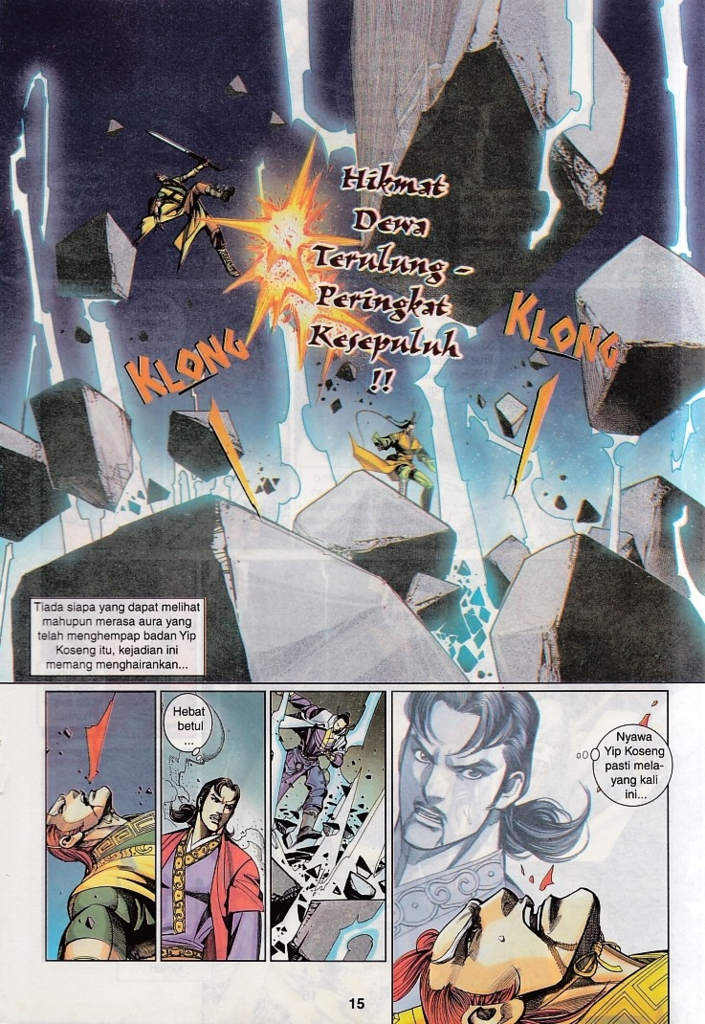 Hikmat
Dewa
Terulung -
Peringkat
Kesepuluh
!!
KLONG
KLONG
Tiada siapa yang dapat melihat
mahupun merasa aura yang
telah menghempap badan Yip
Koseng itu, kejadian ini
memang menghairankan...
Hebat
betul
...
Nyawa
Yip Koseng
pasti mela-
yang kali
ini...
15